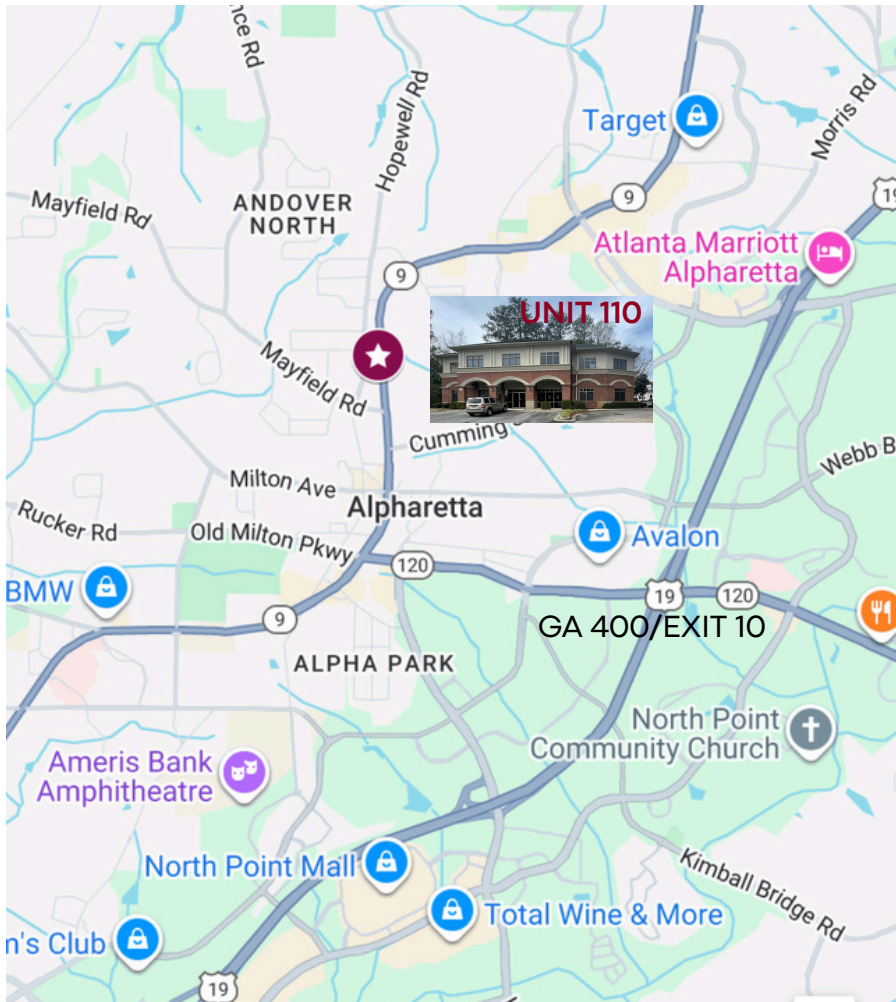 nce Rd
Hopewell Rd
Target
Morris Rd
9
19
Mayfield Rd
ANDOVER
NORTH
Atlanta Marriott
Alpharetta
9
UNIT 110
Mayfield Rd
Cumming
Milton Ave
Webb B
Alpharetta
Rucker Rd
Old Milton Pkwy
Avalon
120
BMW
19
120
9
GA 400/EXIT 10
ALPHA PARK
North Point
Community Church
Ameris Bank
Amphitheatre
North Point Mall
Kimball Bridge Rd
Total Wine & More
m's Club
19